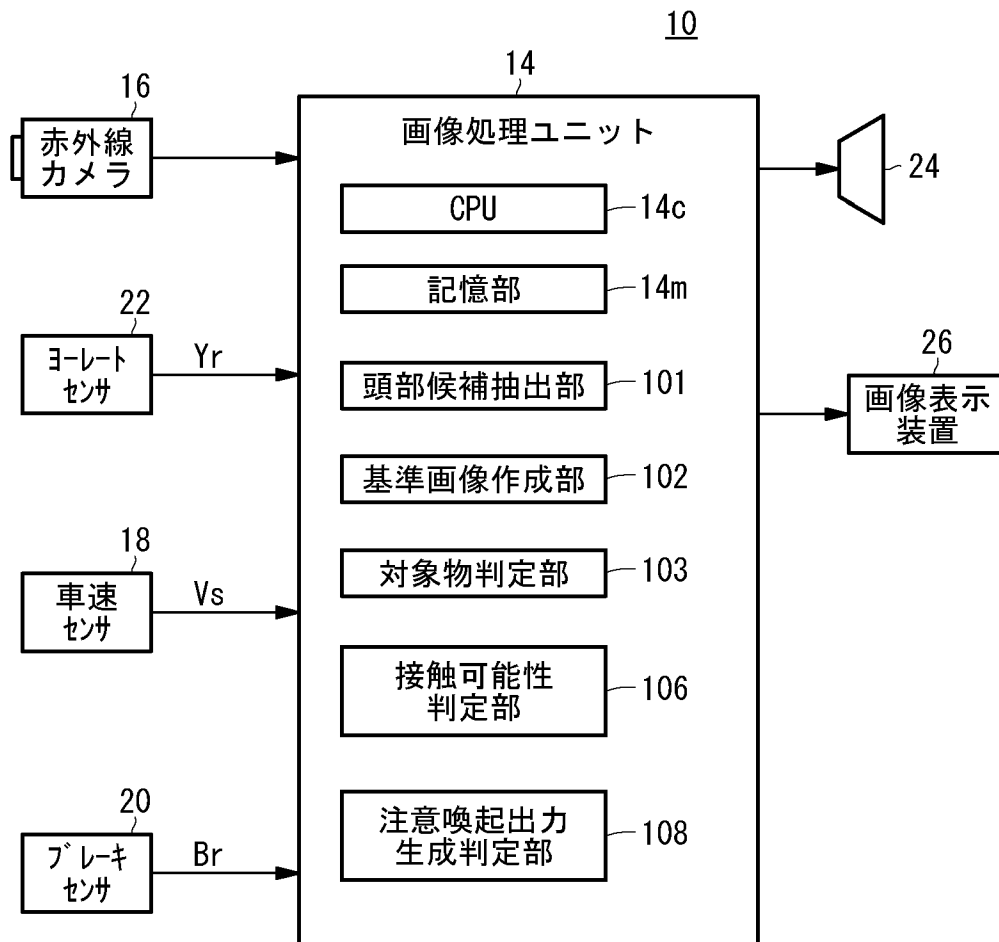 10
14
画像処理ユニット
16
赤外線
カメラ
CPU
14c
24
記憶部
14m
22
ﾖｰﾚｰﾄ
ｾﾝｻ
Yr
頭部候補抽出部
101
26
画像表示
装置
基準画像作成部
102
18
車速
ｾﾝｻ
Vs
対象物判定部
103
接触可能性
判定部
106
20
ﾌﾞﾚｰｷ
ｾﾝｻ
Br
注意喚起出力
生成判定部
108